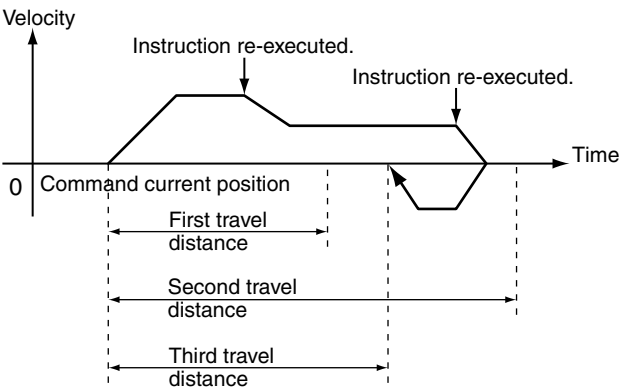 Velocity
Instruction re-executed.
Instruction re-executed.
Time
0
Command current position
First travel
distance
Second travel
distance
Third travel
distance